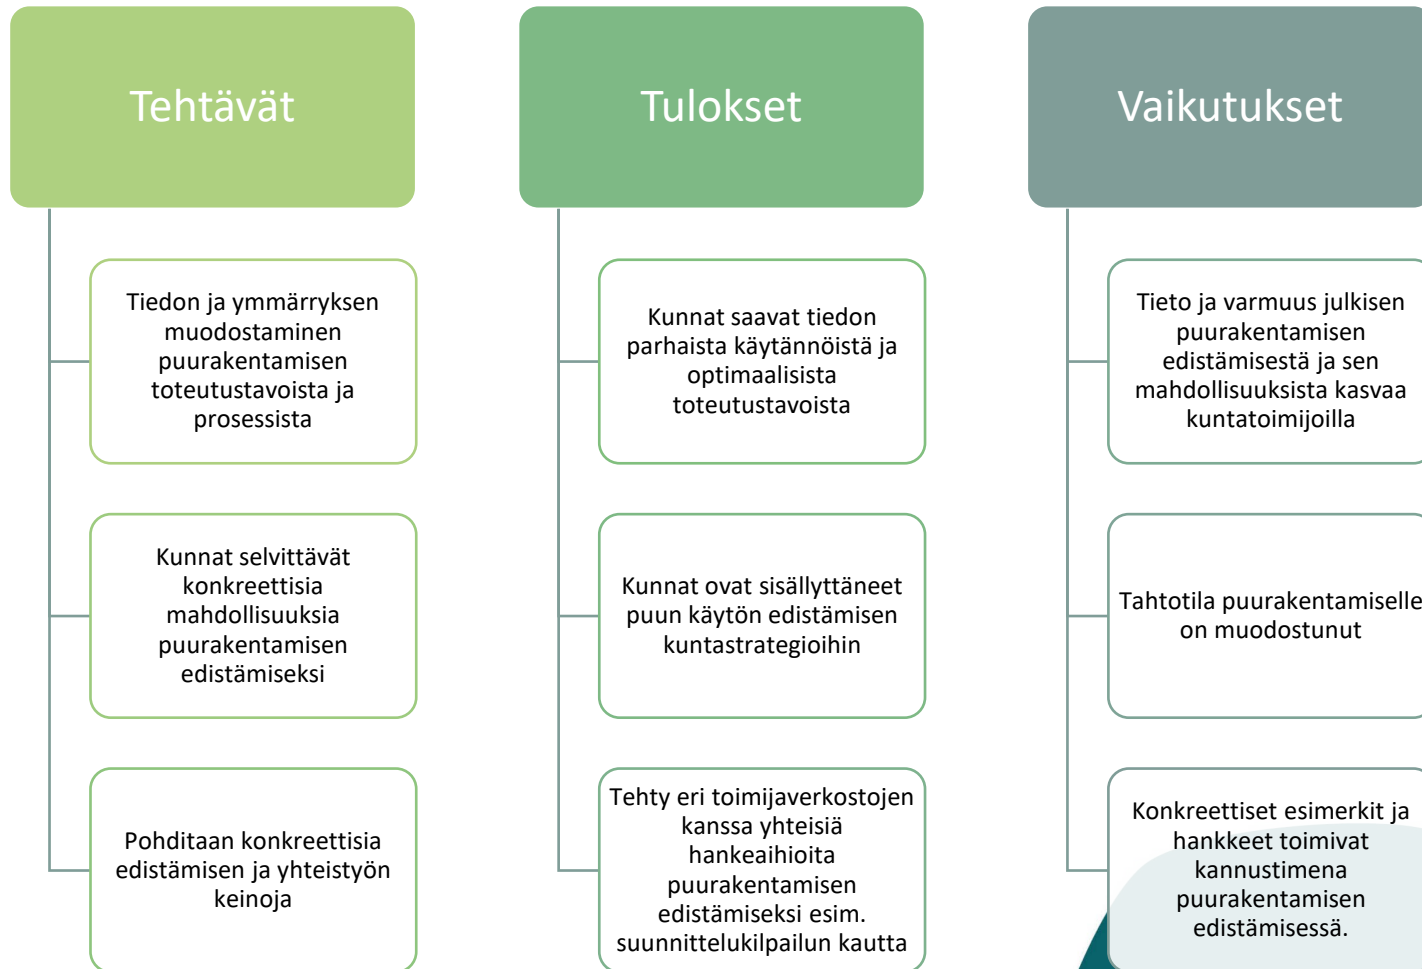 Tehtävät
Tiedon ja ymmärryksen
muodostaminen
puurakentamisen
toteutustavoista ja
prosessista
Kunnat selvittävät
konkreettisia
mahdollisuuksia
puurakentamisen
edistämiseksi
Pohditaan konkreettisia
edistämisen ja yhteistyön
keinoja
Tulokset
Kunnat saavat tiedon
parhaista käytännöistä ja
optimaalisista
toteutustavoista
Kunnat ovat sisällyttäneet
puun käytön edistämisen
kuntastrategioihin
Tehty eri toimijaverkostojen
kanssa yhteisiä
hankeaihioita
puurakentamisen
edistämiseksi esim.
suunnittelukilpailun kautta
Vaikutukset
Tieto ja varmuus julkisen
puurakentamisen
edistämisestä ja sen
mahdollisuuksista kasvaa
kuntatoimijoilla
Tahtotila puurakentamiselle
on muodostunut
Konkreettiset esimerkit ja
hankkeet toimivat
kannustimena
puurakentamisen
edistämisessä.